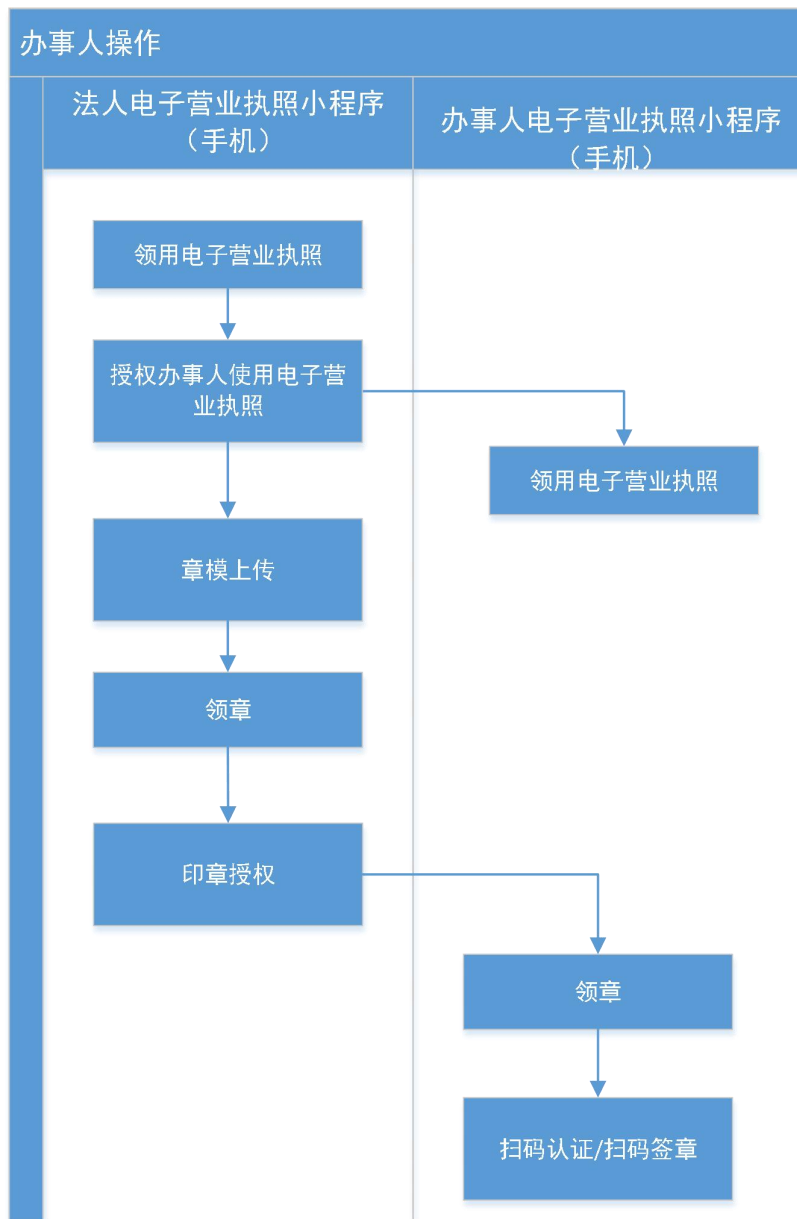 办事人操作
法人电子营业执照小程序
（手机）
办事人电子营业执照小程序
（手机）
领用电子营业执照
授权办事人使用电子营
业执照
领用电子营业执照
章模上传
领章
印章授权
领章
扫码认证/扫码签章